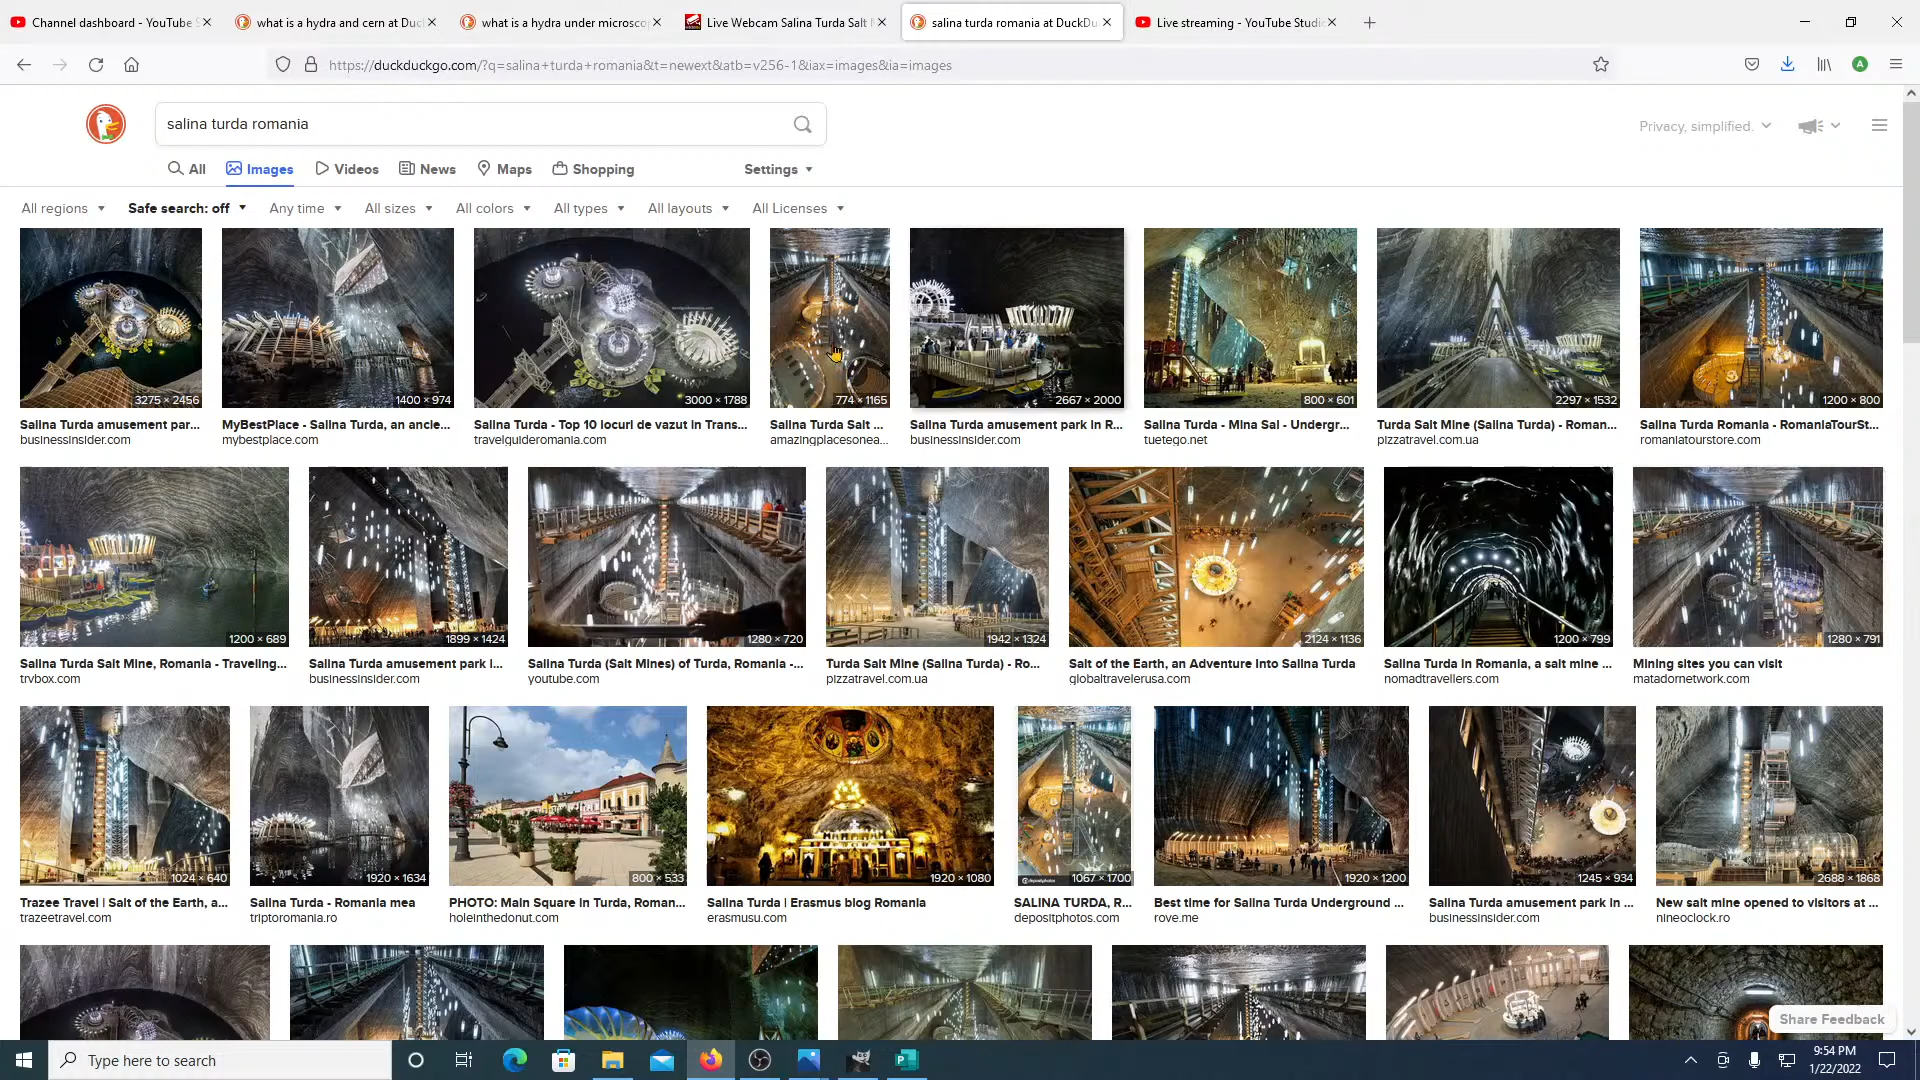 Channel dashboard - YouTube S
what is a hydra and cern at Duc
what is a hydra under microscop
Live Webcam Salina Turda Salt
salina turda romania at DuckDu
Live streaming - YouTube Studio
https://duckduckgo.com/?q=salina+turda+romania&t=newext&atb=v256-1&iax=images&ia=images
A
salina turda romania
Privacy, simplified.
All
Images
Videos
News
Maps
Shopping
Settings
All regions
Safe search: off
Any time
All sizes
All colors
All types
All layouts
All Licenses
3275 × 2456
1400 × 974
3000 × 1788
774 × 1165
2667 × 2000
800 × 601
2297 × 1532
1200 × 800
Salina Turda amusement par...
MyBestPlace - Salina Turda, an ancie...
Salina Turda - Top 10 locuri de vazut in Trans...
Salina Turda Salt ...
Salina Turda amusement park in R...
Salina Turda - Mina Sai - Undergr...
Turda Salt Mine (Salina Turda) - Roman...
Salina Turda Romania - RomaniaTourSt...
businessinsider.com
mybestplace.com
travelguideromania.com
amazingplacesonea...
businessinsider.com
tuetego.net
pizzatravel.com.ua
romaniatourstore.com
1200 × 689
1899 × 1424
1280 × 720
1942 × 1324
2124 × 1136
1200 × 799
1280 × 791
Salina Turda Salt Mine, Romania - Traveling...
Salina Turda amusement park i...
Salina Turda (Salt Mines) of Turda, Romania -...
Turda Salt Mine (Salina Turda) - Ro...
Salt of the Earth, an Adventure into Salina Turda
Salina Turda in Romania, a salt mine ...
Mining sites you can visit
trvbox.com
businessinsider.com
youtube.com
pizzatravel.com.ua
globaltravelerusa.com
nomadtravellers.com
matadornetwork.com
1024 × 640
1920 × 1634
800 × 533
1920 × 1080
depositphotos
1067 × 1700
1920 × 1200
1245 × 934
2688 × 1868
Trazee Travel | Salt of the Earth, a...
Salina Turda - Romania mea
PHOTO: Main Square in Turda, Roman...
Salina Turda | Erasmus blog Romania
SALINA TURDA, R...
Best time for Salina Turda Underground ...
Salina Turda amusement park in ...
New salt mine opened to visitors at ...
trazeetravel.com
triptoromania.ro
holeinthedonut.com
erasmusu.com
depositphotos.com
rove.me
businessinsider.com
nineoclock.ro
Share Feedback
Type here to search
9:54 PM
1/22/2022